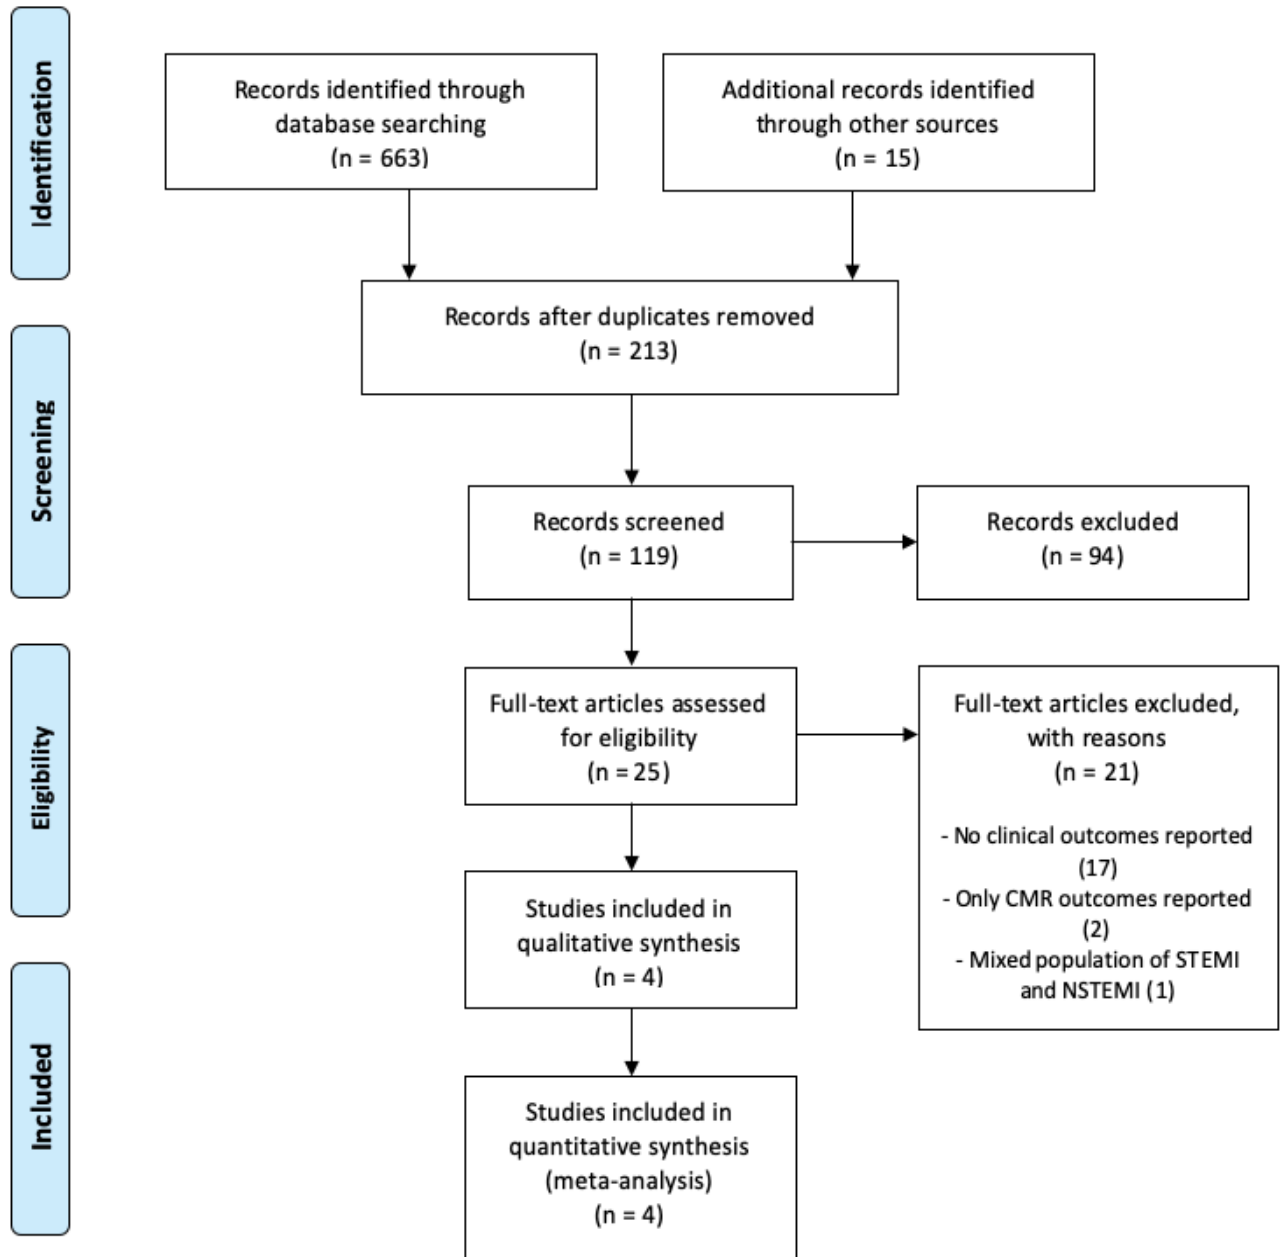 Identification
Records identified through
database searching
(n = 663)
Additional records identified
through other sources
(n = 15)
Records after duplicates removed
(n = 213)
Screening
Records screened
(n = 119)
Records excluded
(n = 94)
Eligibility
Full-text articles assessed
for eligibility
(n = 25)
Full-text articles excluded,
with reasons
(n = 21)
- No clinical outcomes reported
(17)
- Only CMR outcomes reported
(2)
- Mixed population of STEMI
and NSTEMI (1)
Studies included in
qualitative synthesis
(n = 4)
Included
Studies included in
quantitative synthesis
(meta-analysis)
(n = 4)